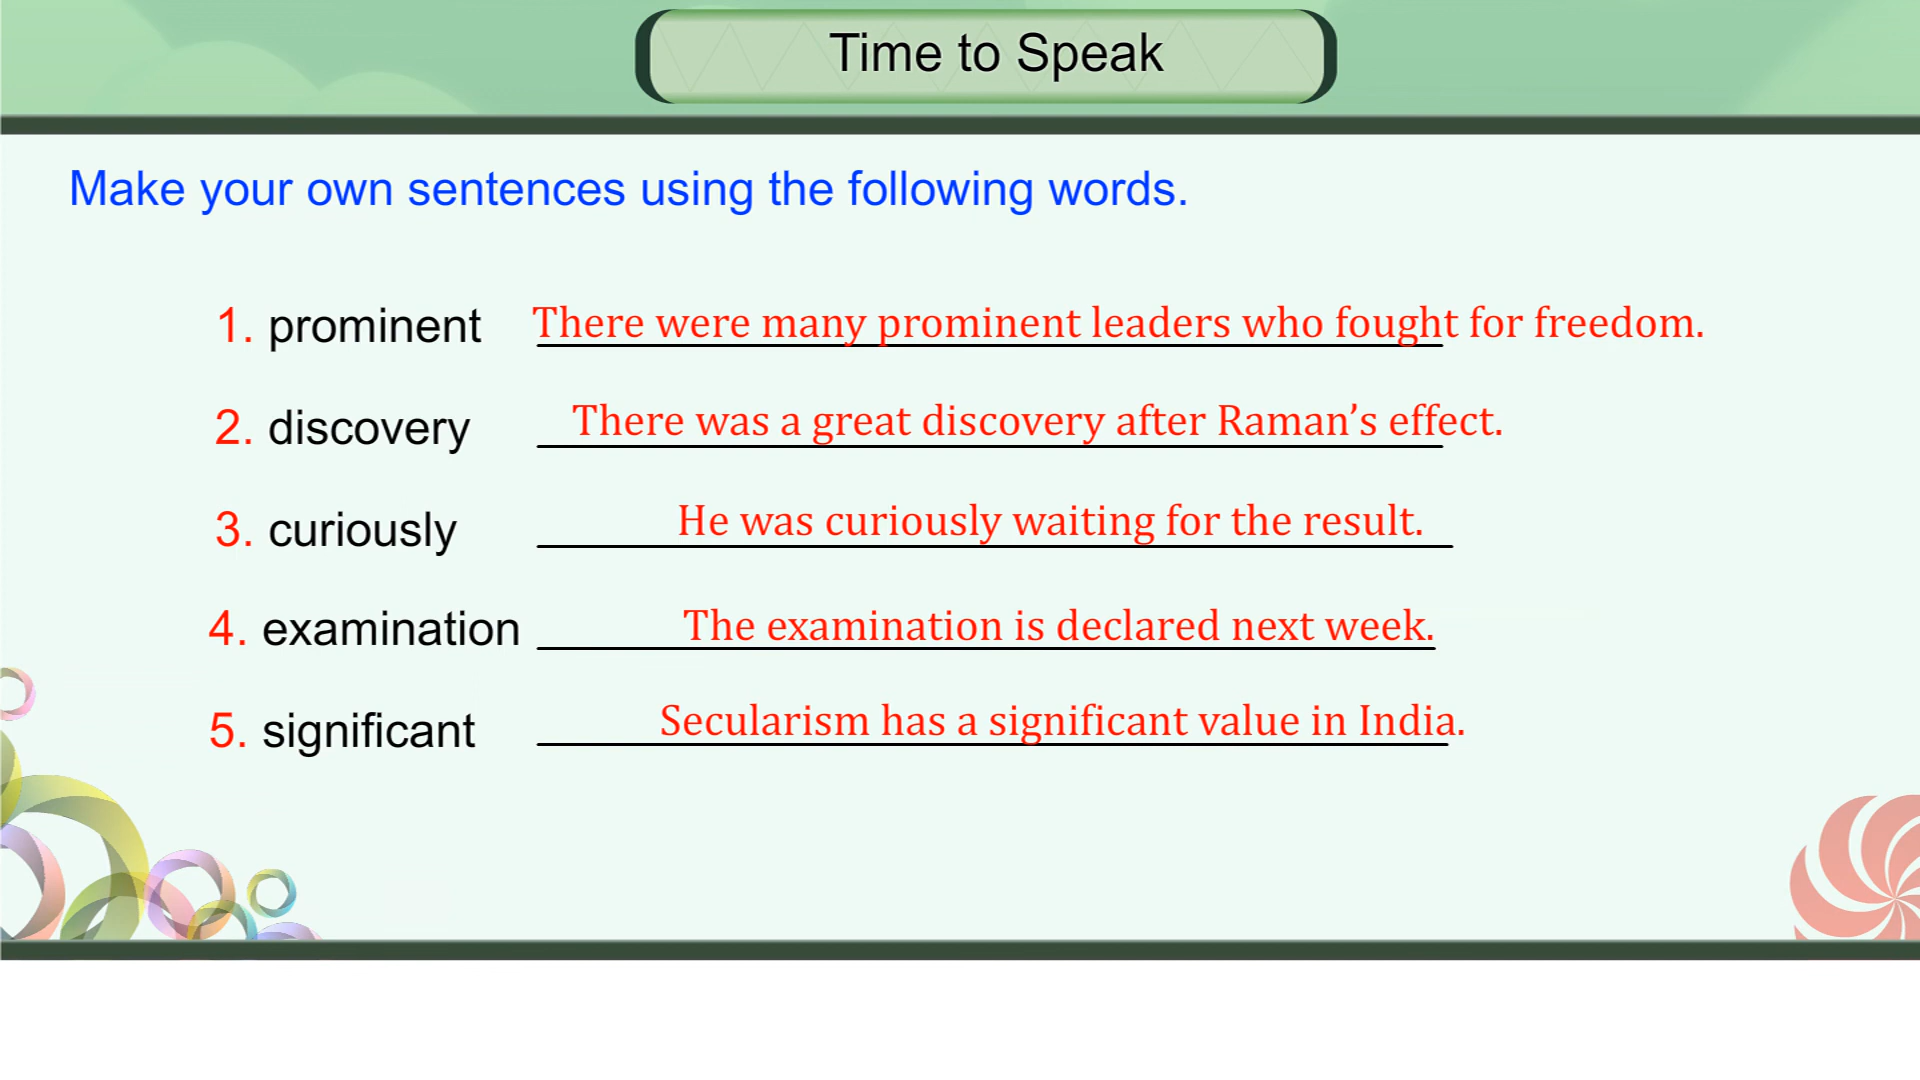 Time to Speak
Make your own sentences using the following words.
1. prominent There were many prominent leaders who fought for freedom.
2. discovery There was a great discovery after Raman’s effect.
3. curiously He was curiously waiting for the result.
4. examination The examination is declared next week.
5. significant Secularism has a significant value in India.